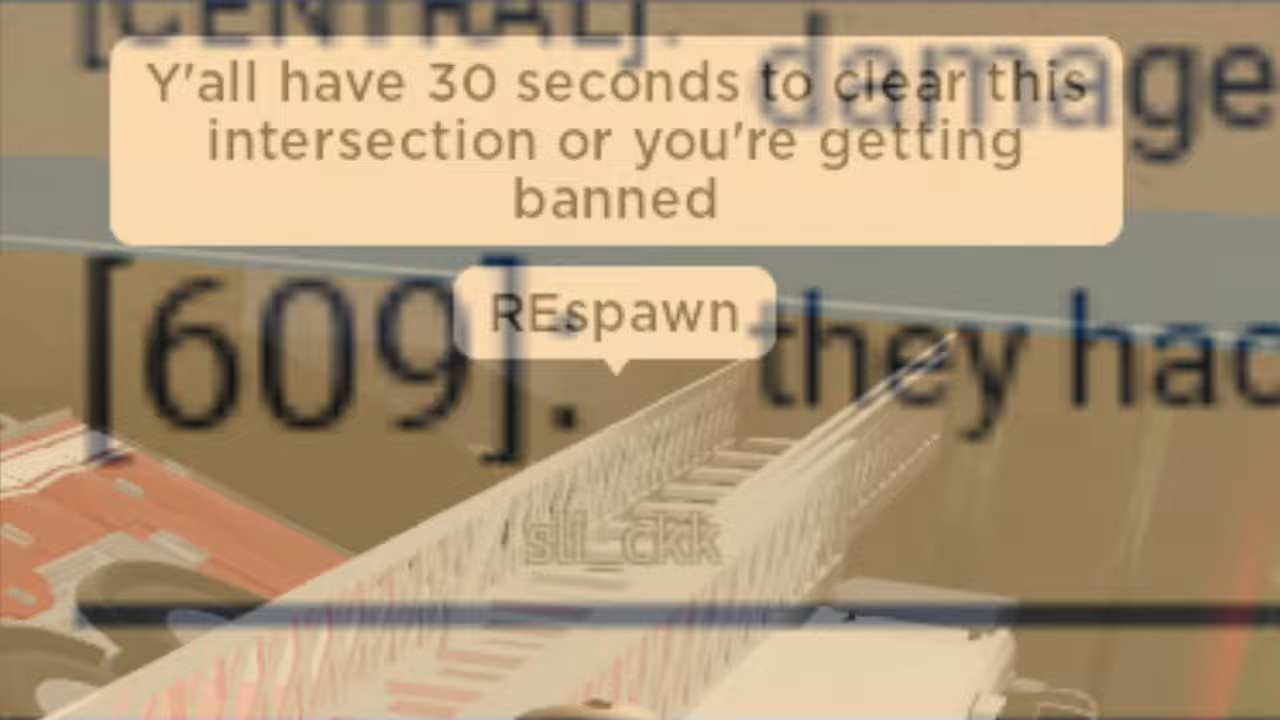 [CENTRAL]:
damage
Y'all have 30 seconds to clear this
intersection or you're getting
banned
REspawn
[609]: they had
sli_ckk